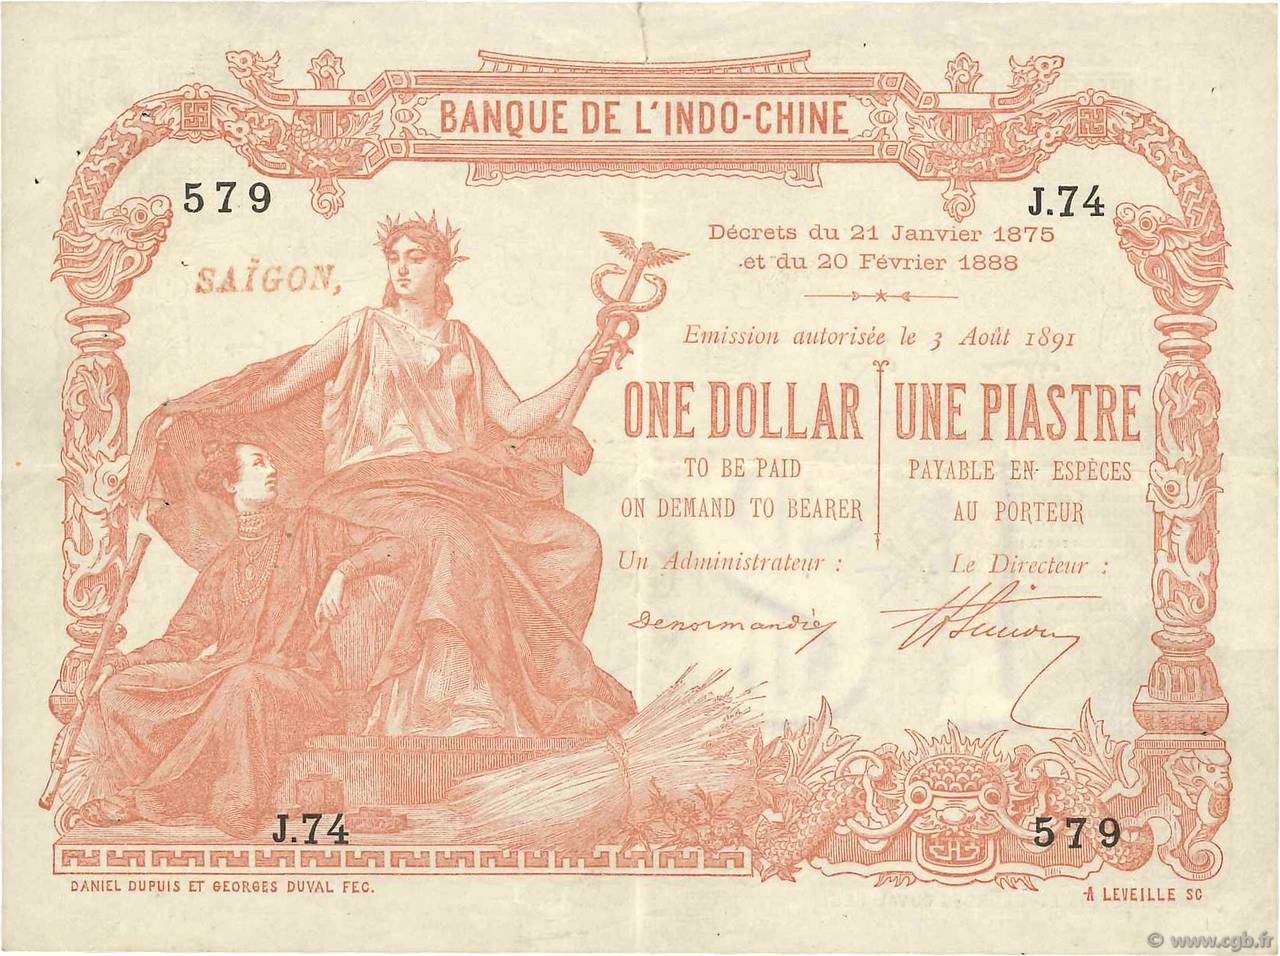 BANQUE DE L'INDO-CHINE
579
J.74
SAÏGON,
Décrets du 21 Janvier 1875
et du 20 Février 1888
Emission autorisée le 3 Août 1891
ONE DOLLAR
TO BE PAID
ON DEMAND TO BEARER
UNE PIASTRE
PAYABLE EN ESPÈCES
AU PORTEUR
Un Administrateur :
Denormandie
Le Directeur :
J.74
579
DANIEL DUPUIS ET GEORGES DUVAL FEC.
A LEVEILLE SC
© www.cgb.fr